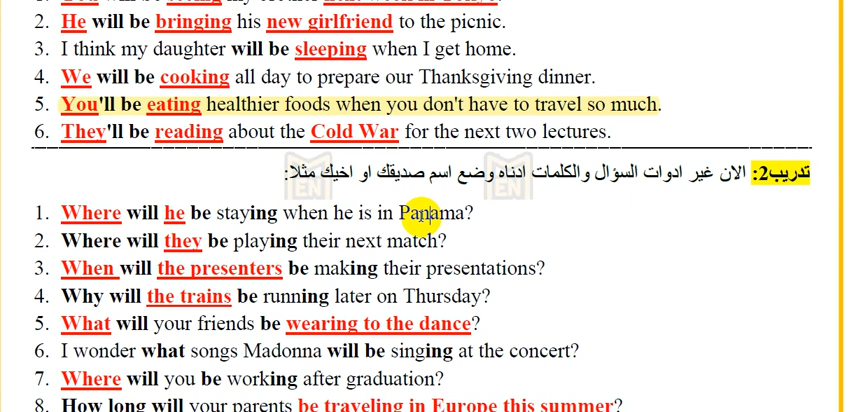 2. He will be bringing his new girlfriend to the picnic.
3. I think my daughter will be sleeping when I get home.
4. We will be cooking all day to prepare our Thanksgiving dinner.
5. You'll be eating healthier foods when you don't have to travel so much.
6. They'll be reading about the Cold War for the next two lectures.
تدريب2: الان غير ادوات السؤال والكلمات ادناه وضع اسم صديقك او اخيك مثلا:
EN EN
1. Where will he be staying when he is in Panama?
2. Where will they be playing their next match?
3. When will the presenters be making their presentations?
4. Why will the trains be running later on Thursday?
5. What will your friends be wearing to the dance?
6. I wonder what songs Madonna will be singing at the concert?
7. Where will you be working after graduation?
8. How long will your parents be traveling in Europe this summer?